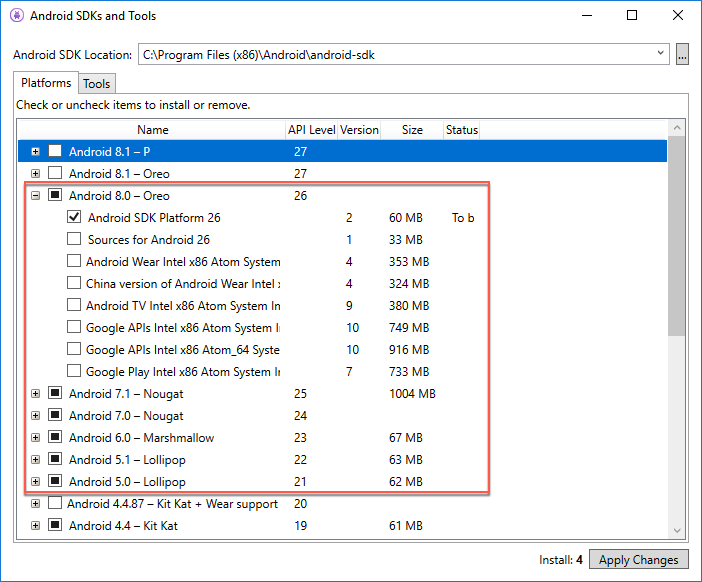 Android SDKs and Tools
Android SDK Location: C:\Program Files (x86)\Android\android-sdk ...
Platforms Tools
Check or uncheck items to install or remove.
Name API Level Version Size Status
Android 8.1 – P 27
Android 8.1 – Oreo 27
Android 8.0 – Oreo 26
Android SDK Platform 26 2 60 MB To b
Sources for Android 26 1 33 MB
Android Wear Intel x86 Atom System 4 353 MB
China version of Android Wear Intel 4 324 MB
Android TV Intel x86 Atom System 9 380 MB
Google APIs Intel x86 Atom System 10 749 MB
Google APIs Intel x86 Atom_64 Syste 10 916 MB
Google Play Intel x86 Atom System 7 733 MB
Android 7.1 – Nougat 25 1004 MB
Android 7.0 – Nougat 24
Android 6.0 – Marshmallow 23 67 MB
Android 5.1 – Lollipop 22 63 MB
Android 5.0 – Lollipop 21 62 MB
Android 4.4.87 – Kit Kat + Wear support 20
Android 4.4 – Kit Kat 19 61 MB
Install: 4 Apply Changes